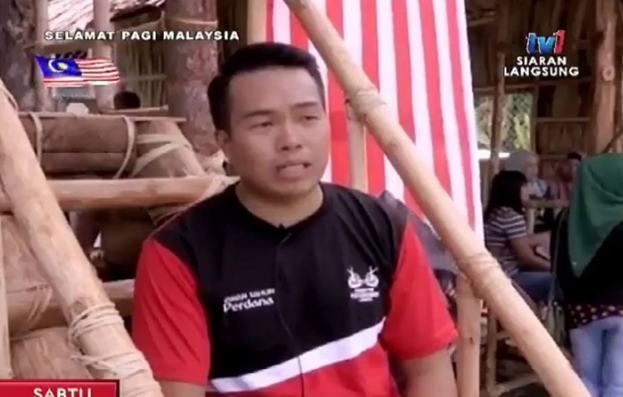 SELAMAT PAGI MALAYSIA
tv1
SIARAN
LANGSUNG
Perdana
SABTU